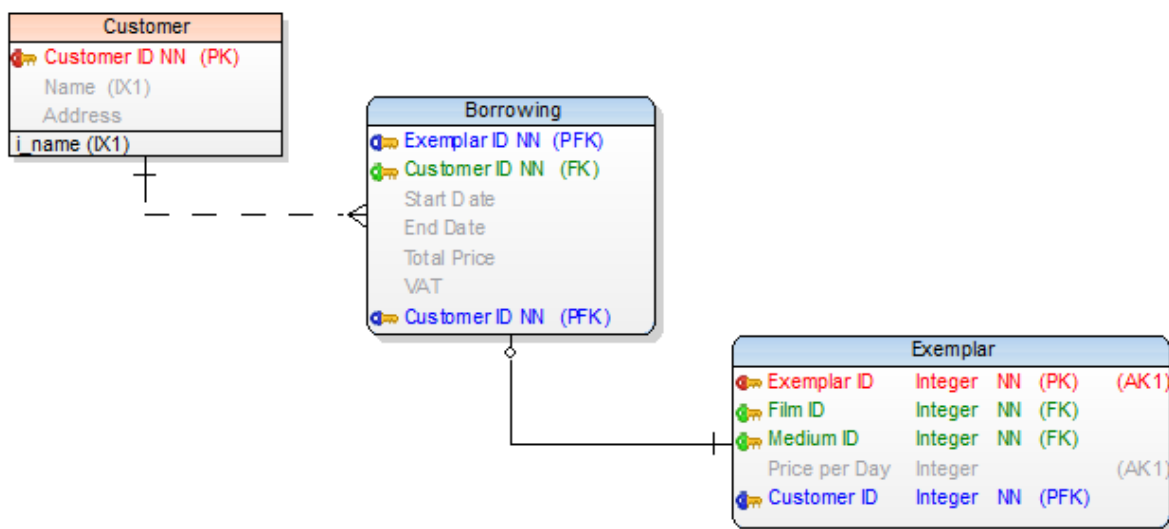 Customer
Customer ID NN (PK)
Name (IX1)
Address
i_name (IX1)
Borrowing
Exemplar ID NN (PFK)
Customer ID NN (FK)
Start Date
End Date
Total Price
VAT
Customer ID NN (PFK)
Exemplar
Exemplar ID Integer NN (PK) (AK1)
Film ID Integer NN (FK)
Medium ID Integer NN (FK)
Price per Day Integer (AK1)
Customer ID Integer NN (PFK)